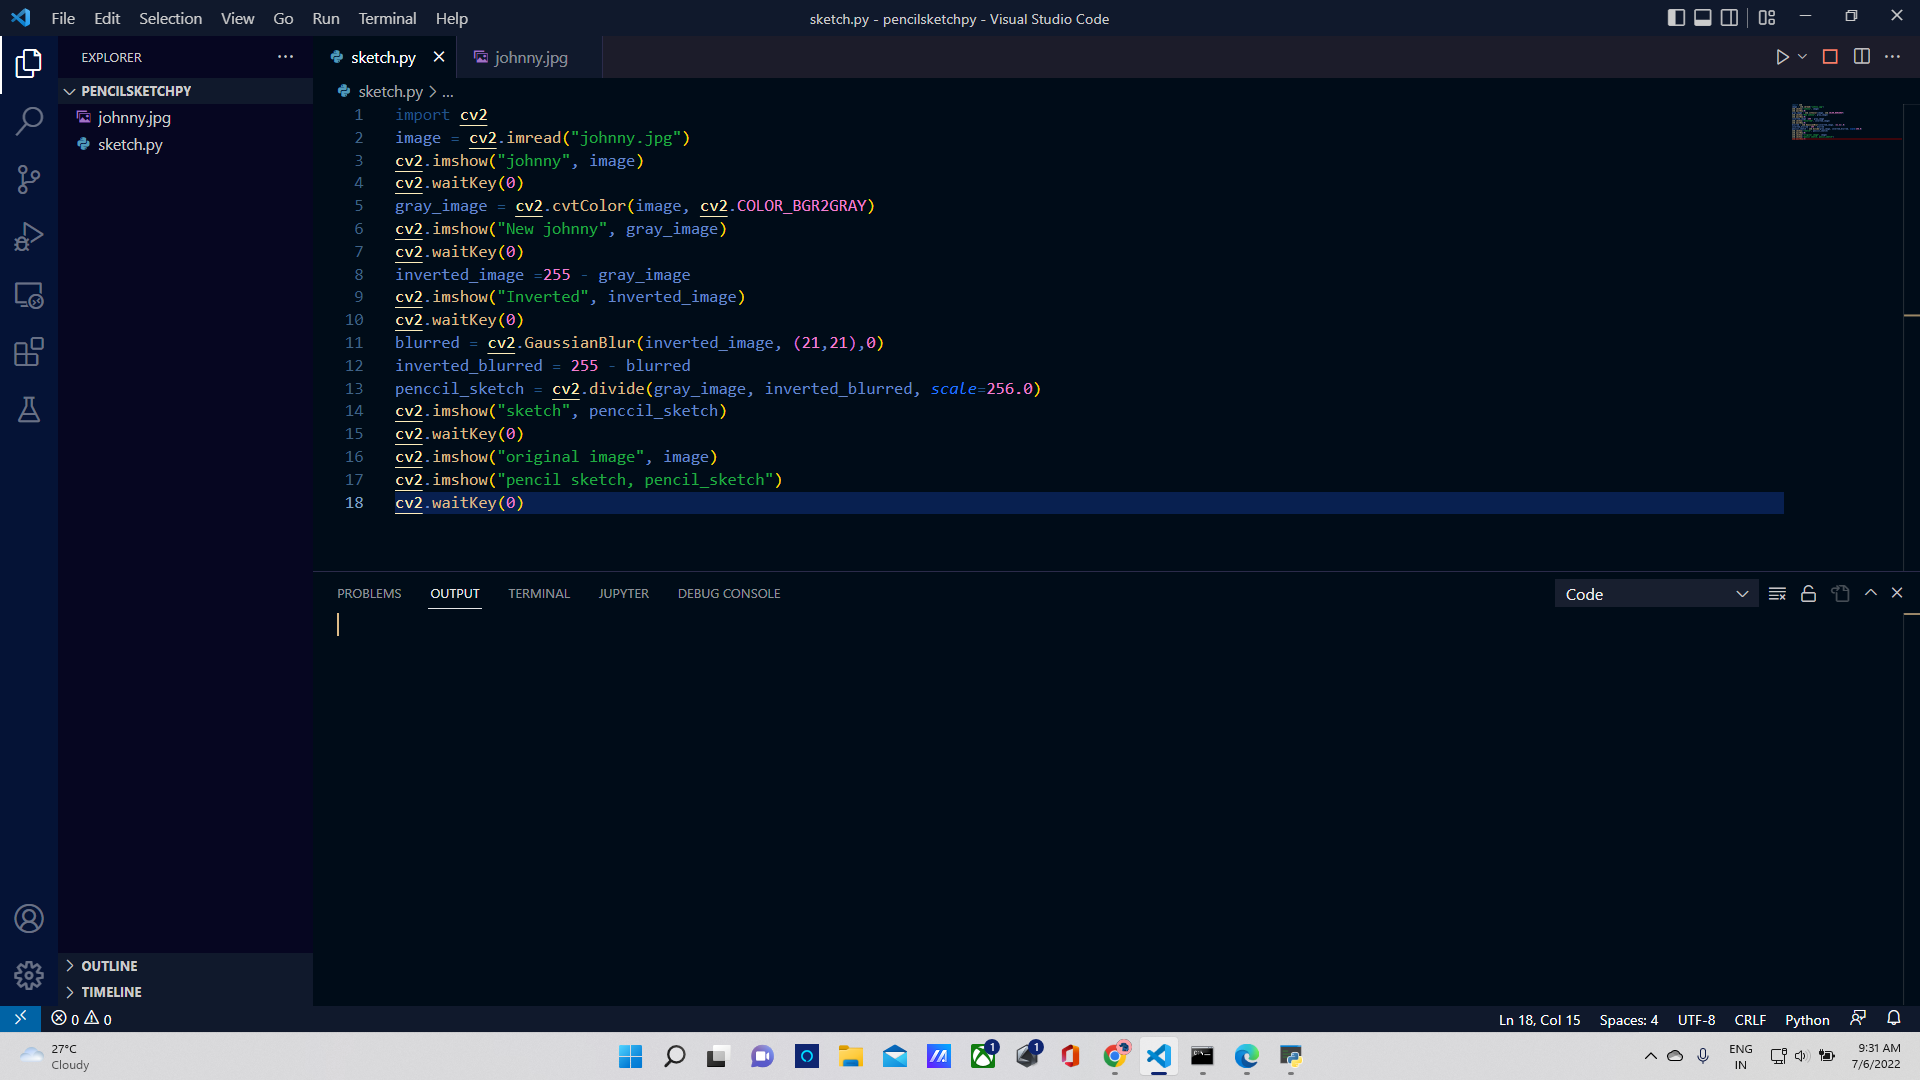 File Edit Selection View Go Run Terminal Help
sketch.py - pencilsketchpy - Visual Studio Code
EXPLORER
PENCILSKETCHPY
johnny.jpg
sketch.py
OUTLINE
TIMELINE
sketch.py
johnny.jpg
sketch.py > ...
1 import cv2
2 image = cv2.imread("johnny.jpg")
3 cv2.imshow("johnny", image)
4 cv2.waitKey(0)
5 gray_image = cv2.cvtColor(image, cv2.COLOR_BGR2GRAY)
6 cv2.imshow("New johnny", gray_image)
7 cv2.waitKey(0)
8 inverted_image =255 - gray_image
9 cv2.imshow("Inverted", inverted_image)
10 cv2.waitKey(0)
11 blurred = cv2.GaussianBlur(inverted_image, (21,21),0)
12 inverted_blurred = 255 - blurred
13 penccil_sketch = cv2.divide(gray_image, inverted_blurred, scale=256.0)
14 cv2.imshow("sketch", penccil_sketch)
15 cv2.waitKey(0)
16 cv2.imshow("original image", image)
17 cv2.imshow("pencil sketch, pencil_sketch")
18 cv2.waitKey(0)
PROBLEMS OUTPUT TERMINAL JUPYTER DEBUG CONSOLE
Code
0 0
Ln 18, Col 15 Spaces: 4 UTF-8 CRLF Python
27°C
Cloudy
1
1
ENG
IN
9:31 AM
7/6/2022